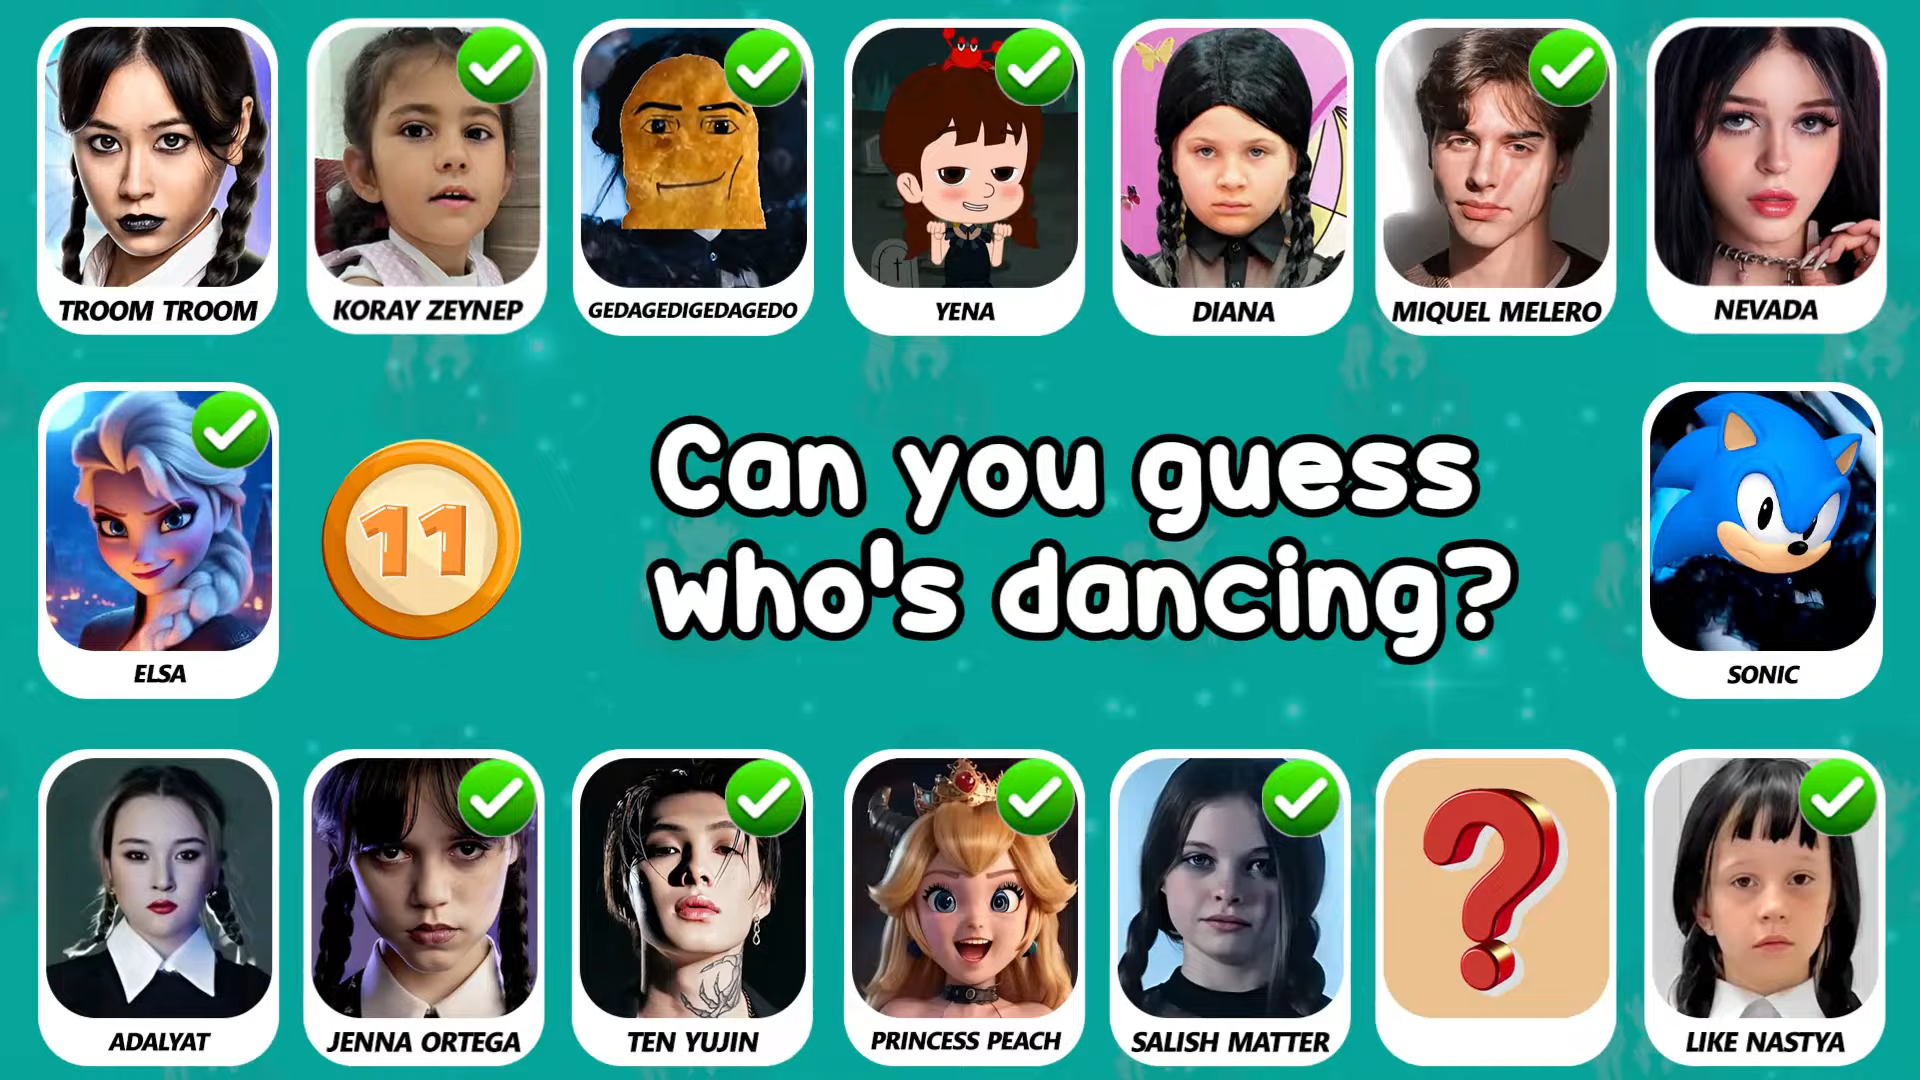 TROOM TROOM
KORAY ZEYNEP
GEDAGEDIGEDAGEDO
YENA
DIANA
MIQUEL MELERO
NEVADA
ELSA
11
Can you guess
who's dancing?
SONIC
ADALYAT
JENNA ORTEGA
TEN YUJIN
PRINCESS PEACH
SALISH MATTER
?
LIKE NASTYA